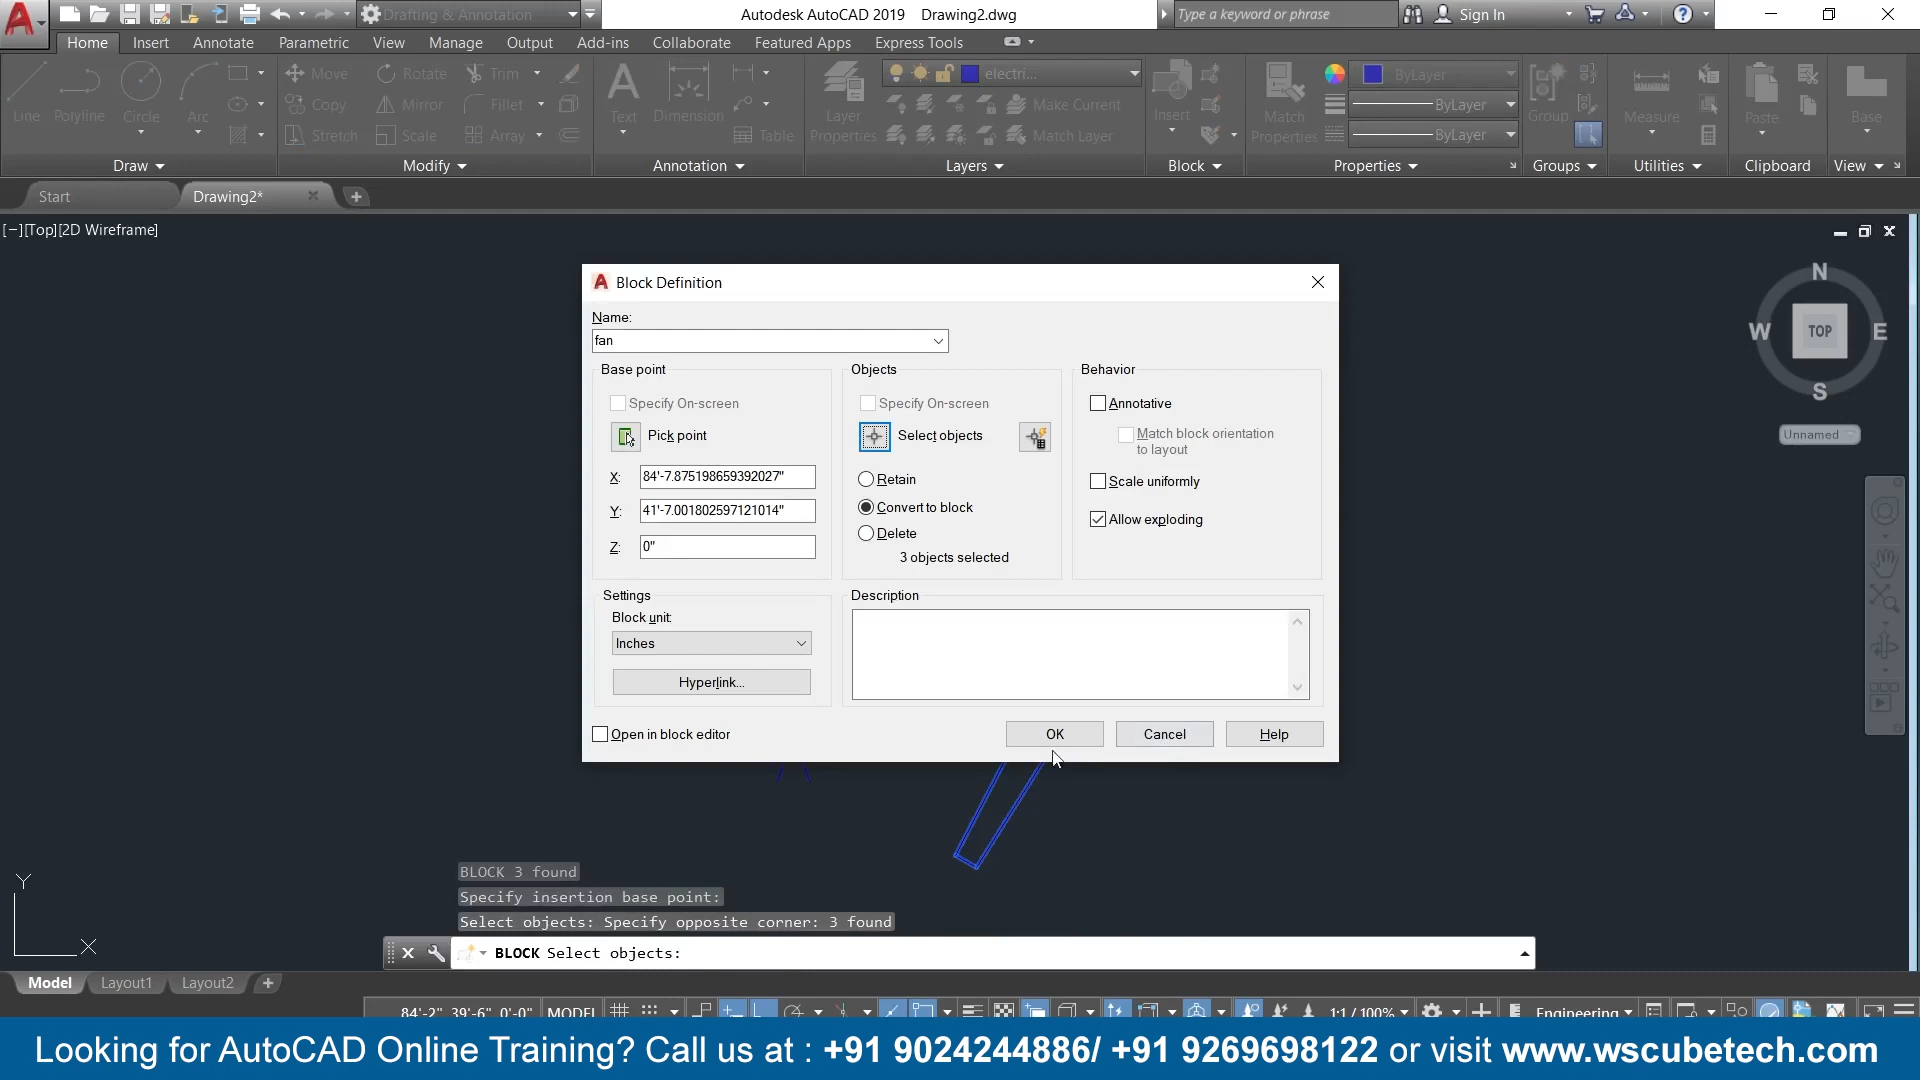 Drafting & Annotation
Autodesk AutoCAD 2019 Drawing2.dwg
Type a keyword or phrase
Sign In
Home Insert Annotate Parametric View Manage Output Add-ins Collaborate Featured Apps Express Tools
Move Rotate Trim
electri...
ByLayer
Copy Mirror Fillet
Make Current
ByLayer
Line Polyline Circle Arc
Text Dimension
Layer
Properties
Insert
Match
Properties
Group Measure Paste Base
Stretch Scale Array
Table
Match Layer
ByLayer
Draw Modify Annotation Layers Block Properties Groups Utilities Clipboard View
Start Drawing2*
[−][Top][2D Wireframe]
N
W TOP E
S
Unnamed
Block Definition
Name:
fan
Base point
Specify On-screen
Pick point
X: 84'-7.875198659392027"
Y: 41'-7.001802597121014"
Z: 0"
Objects
Specify On-screen
Select objects
Retain
Convert to block
Delete
3 objects selected
Behavior
Annotative
Match block orientation
to layout
Scale uniformly
Allow exploding
Settings
Block unit:
Inches
Hyperlink...
Description
Open in block editor
OK Cancel Help
BLOCK 3 found
Specify insertion base point:
Select objects: Specify opposite corner: 3 found
BLOCK Select objects:
Y
X
Model Layout1 Layout2
84'-2", 39'-6", 0'-0" MODEL 1:1 / 100% Engineering
Looking for AutoCAD Online Training? Call us at : +91 9024244886/ +91 9269698122 or visit www.wscubetech.com